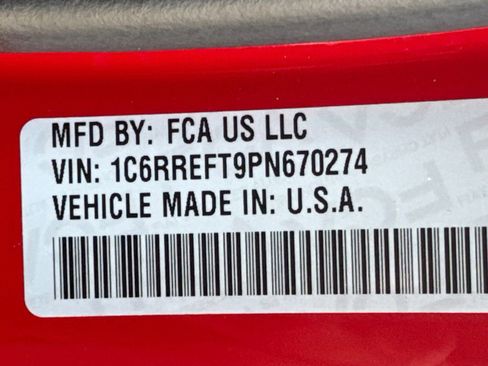 MFD BY: FCA US LLC
VIN: 1C6RREFT9PN670274
VEHICLE MADE IN: U.S.A.